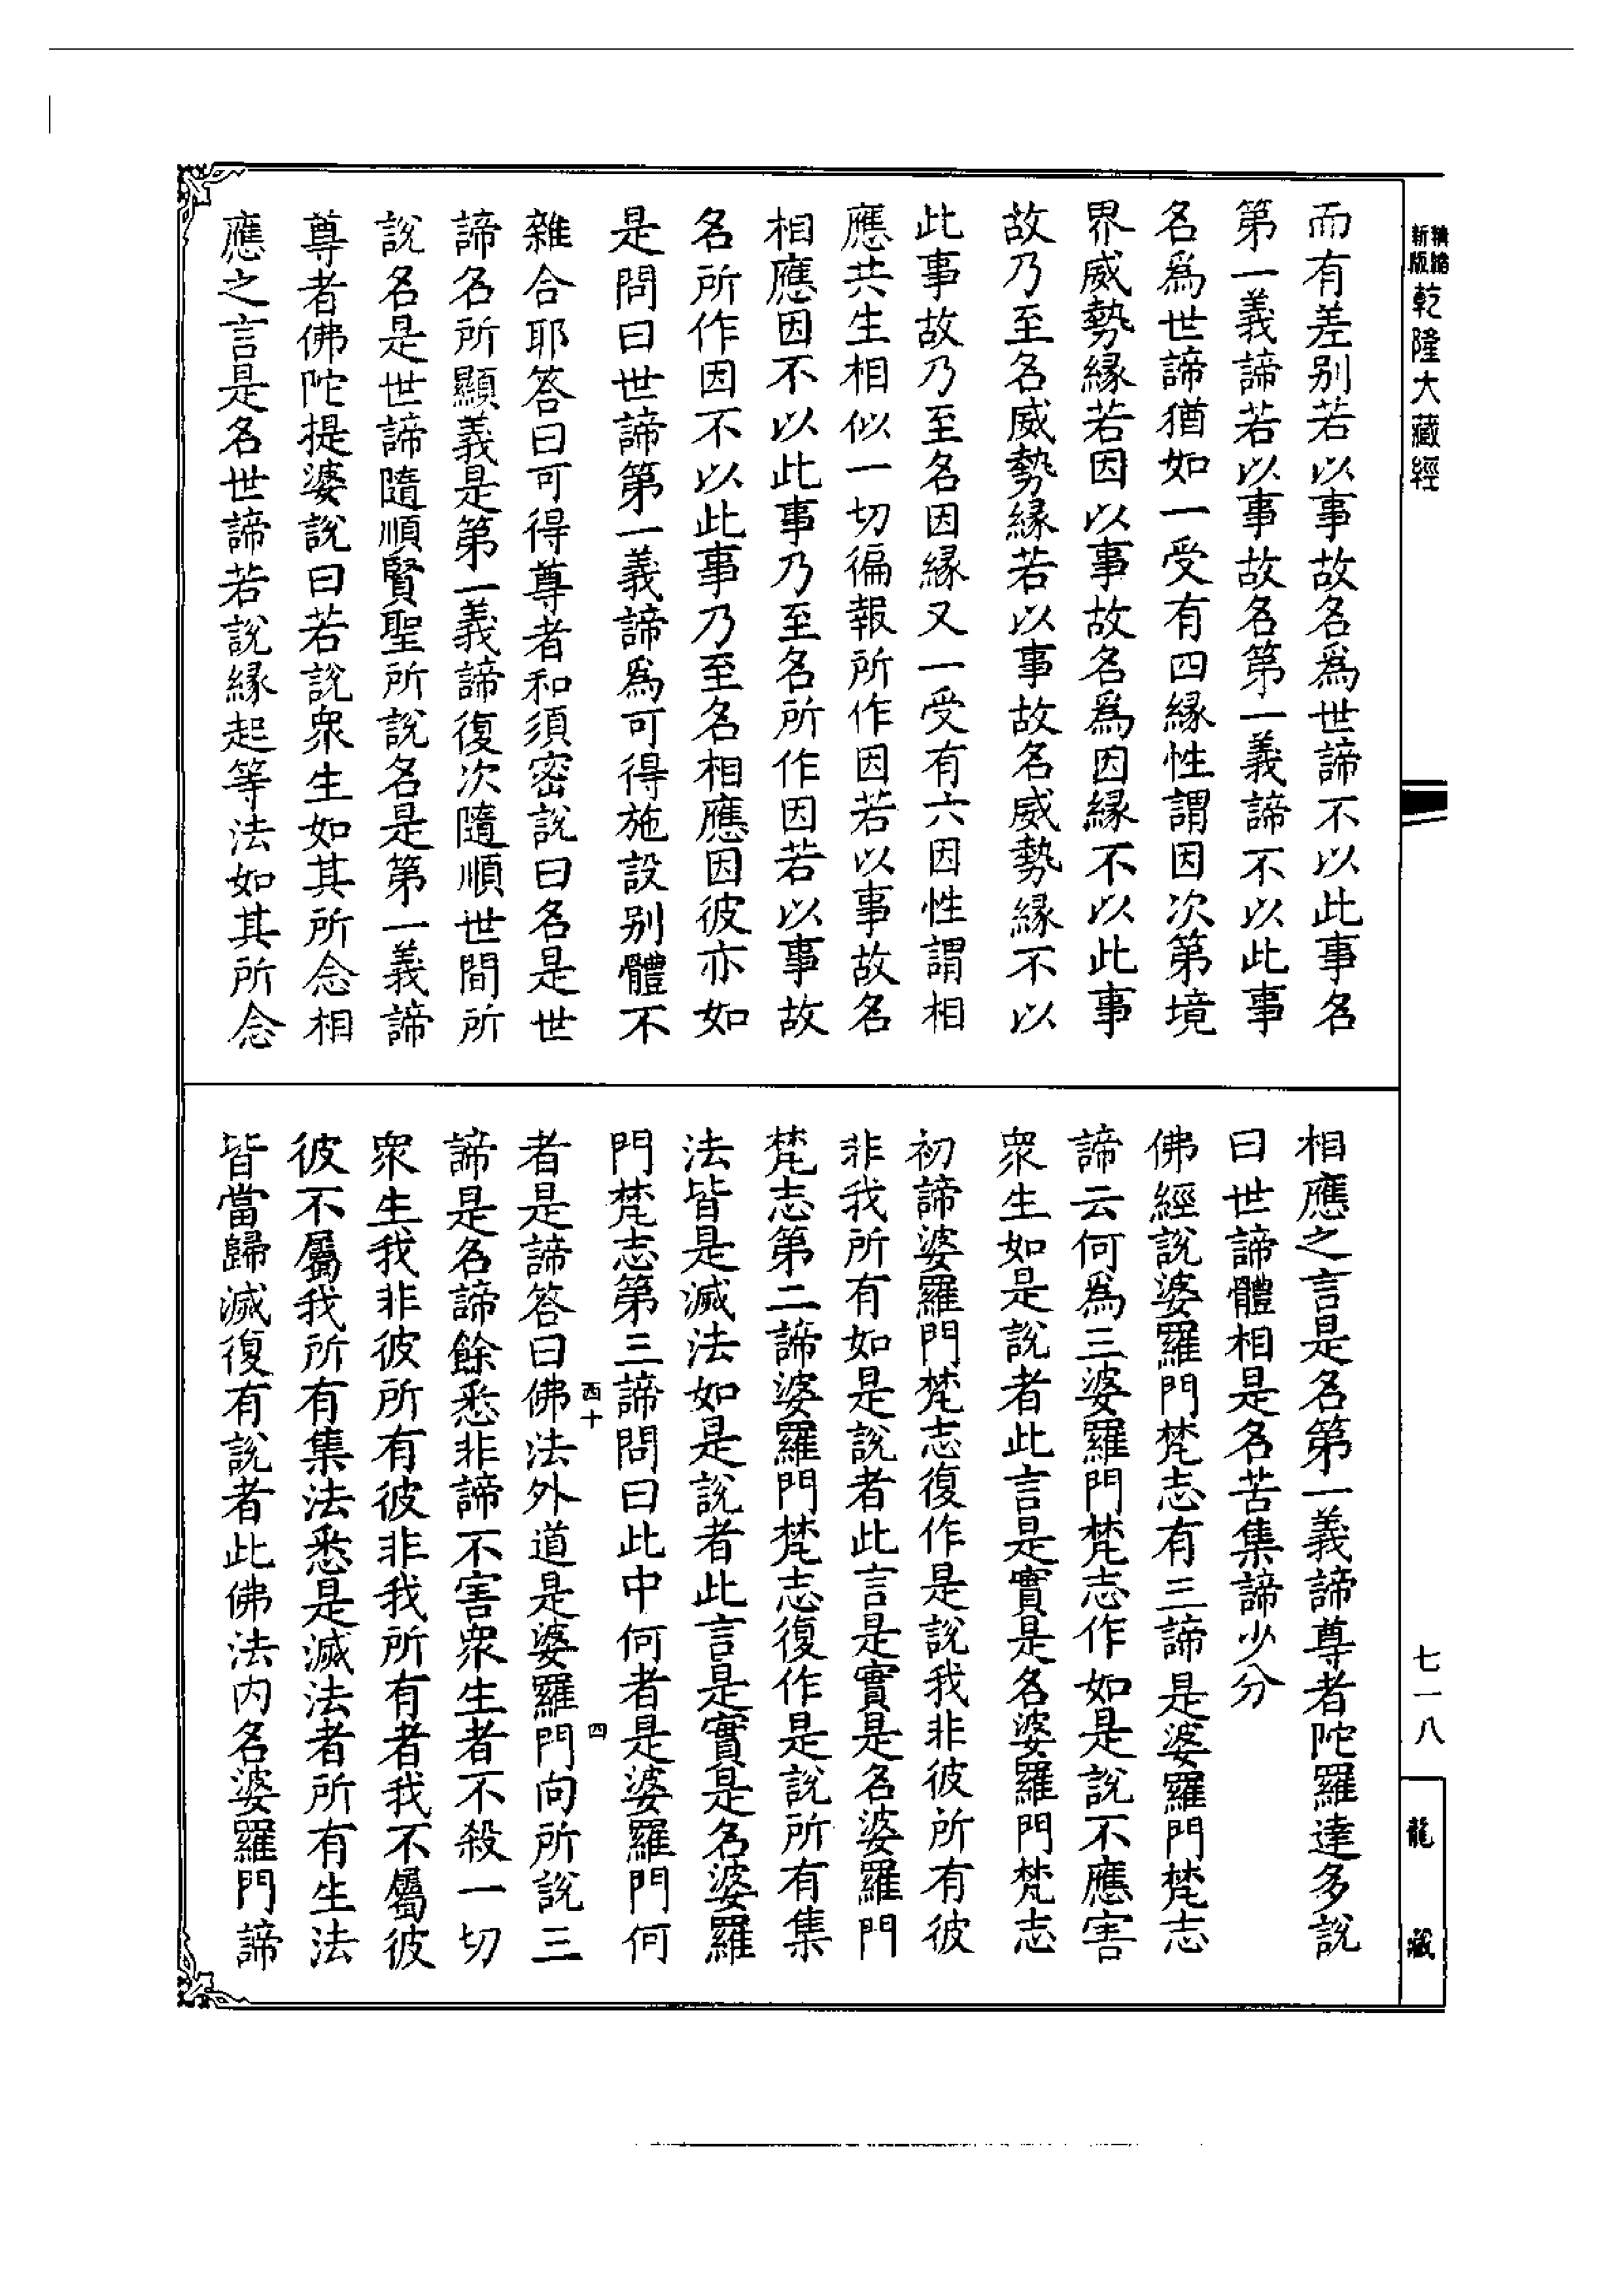 精縮新版乾隆大藏經
而有差別若以事故名為世諦不以此事名
第一義諦若以事故名第一義諦不以此事
名為世諦猶如一受有四緣性謂因次第境
界威勢緣若因以事故名為因緣不以此事
故乃至名威勢緣若以事故名威勢緣不以
此事故乃至名因緣又一受有六因性謂相
應共生相似一切徧報所作因若以事故名
相應因不以此事乃至名所作因若以事故
名所作因不以此事乃至名相應因彼亦如
是問曰世諦第一義諦為可得施設別體不
雜合耶答曰可得尊者和須密說曰名是世
諦名所顯義是第一義諦復次隨順世間所
說名是世諦隨順賢聖所說名是第一義諦
尊者佛陀提婆說曰若說眾生如其所念相
應之言是名世諦若說緣起等法如其所念
相應之言是名第一義諦尊者陀羅達多說
曰世諦體相是名苦集諦少分
佛經說婆羅門梵志有三諦是婆羅門梵志
諦云何為三婆羅門梵志作如是說不應害
眾生如是說者此言是實是名婆羅門梵志
初諦婆羅門梵志復作是說我非彼所有彼
非我所有如是說者此言是實是名婆羅門
梵志第二諦婆羅門梵志復作是說所有集
法皆是滅法如是說者此言是實是名婆羅
門梵志第三諦問曰此中何者是婆羅門何
者是諦答曰佛法外道是婆羅門向所說三
諦是名諦餘悉非諦不害眾生者不殺一切
眾生我非彼所有彼非我所有者我不屬彼
彼不屬我所有集法悉是滅法者所有生法
皆當歸滅復有說者此佛法內名婆羅門諦
西十
四
七一八
龍藏